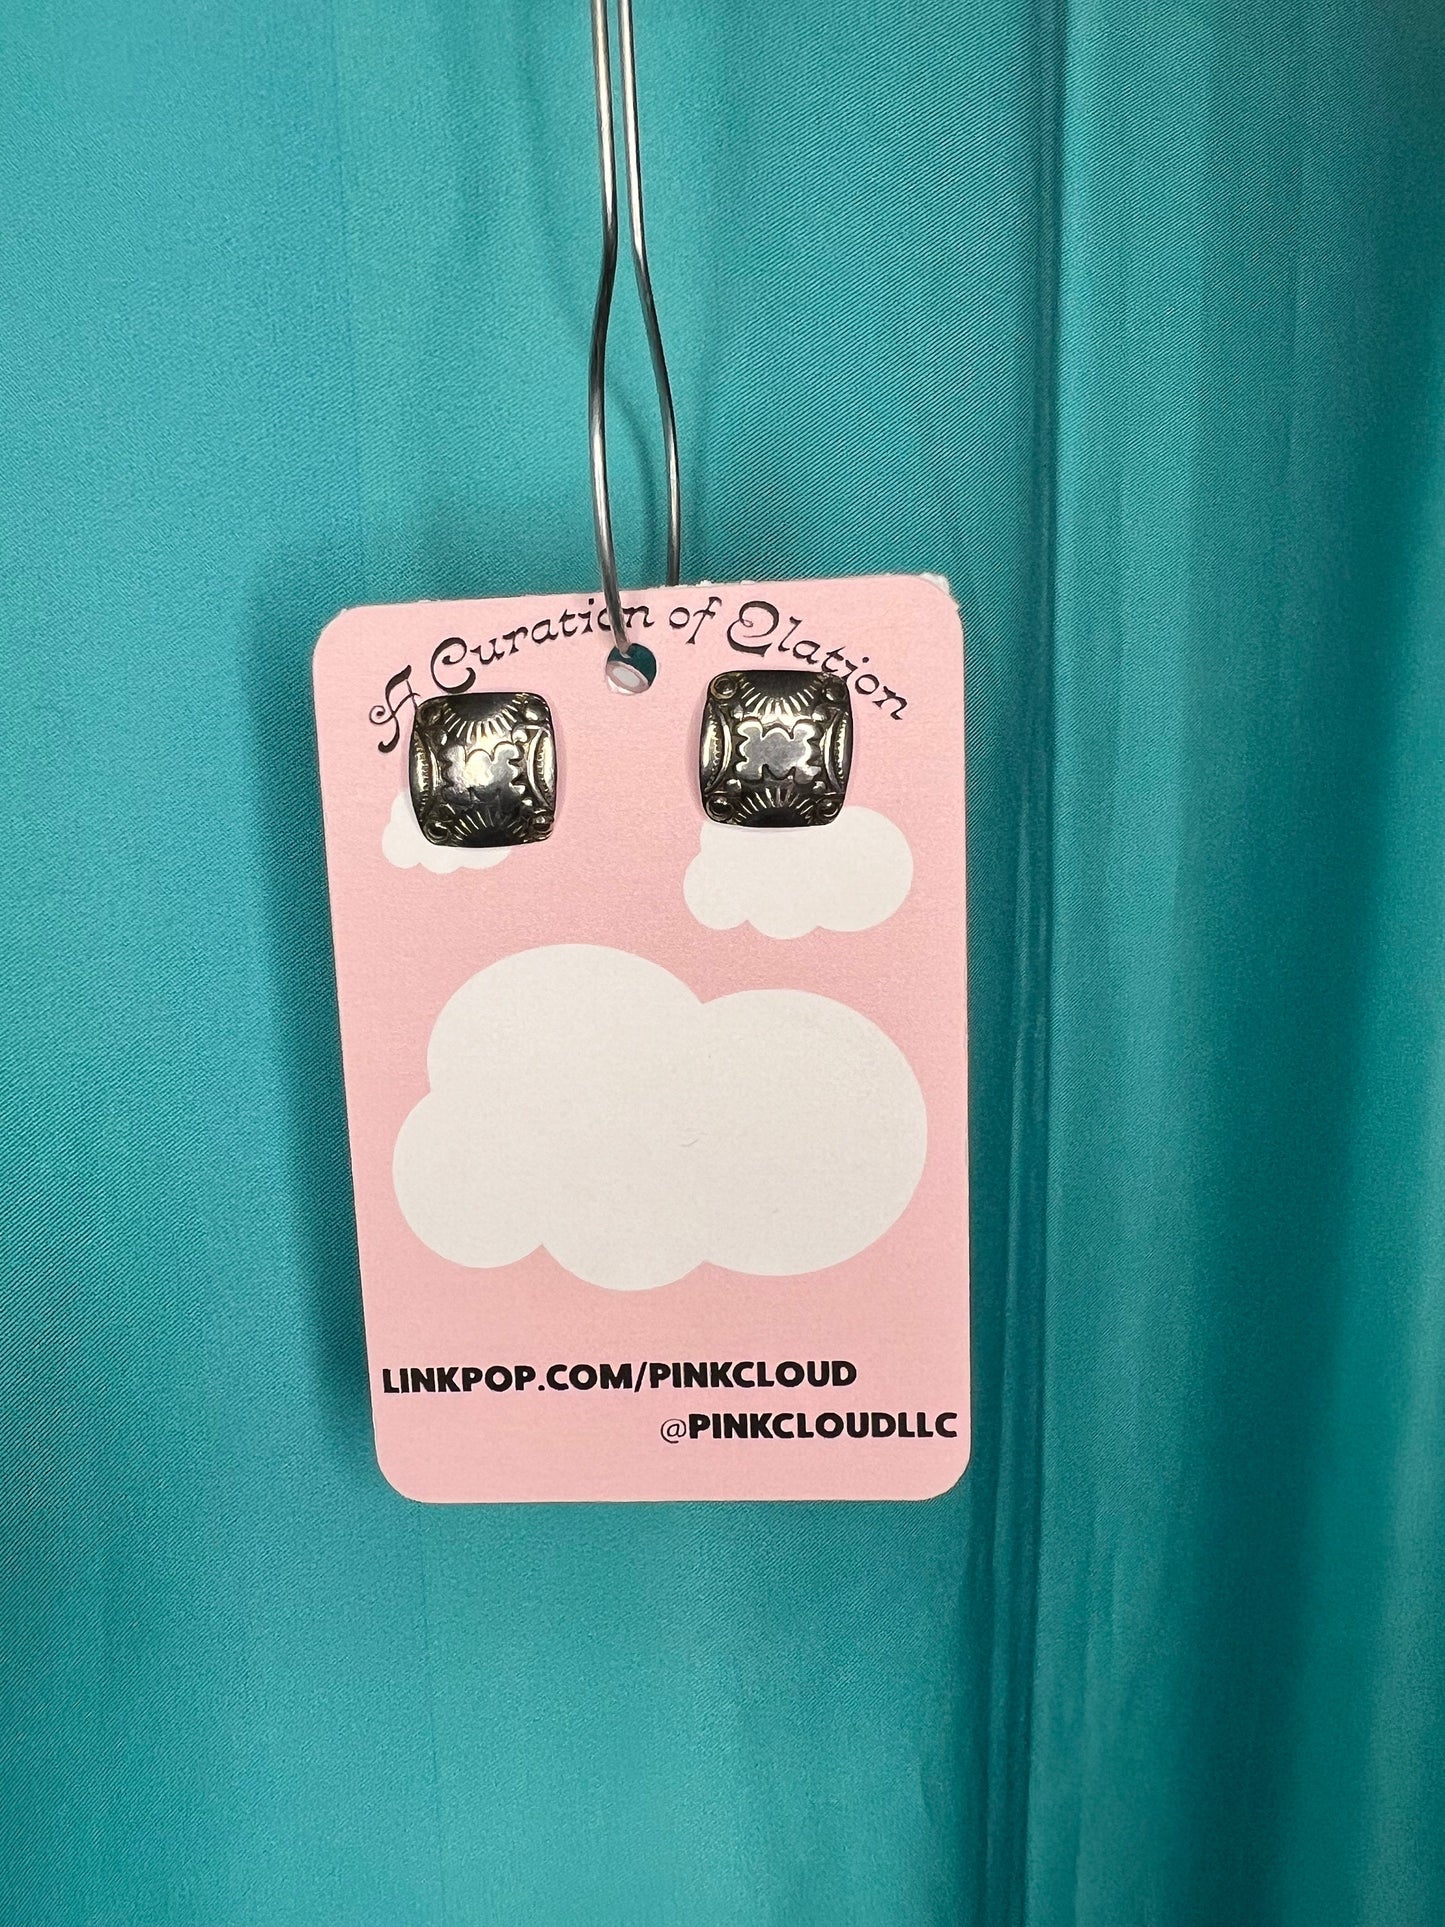 A Curation of Elation
LINKPOP.COM/PINKCLOUD
@PINKCLOUDLLC